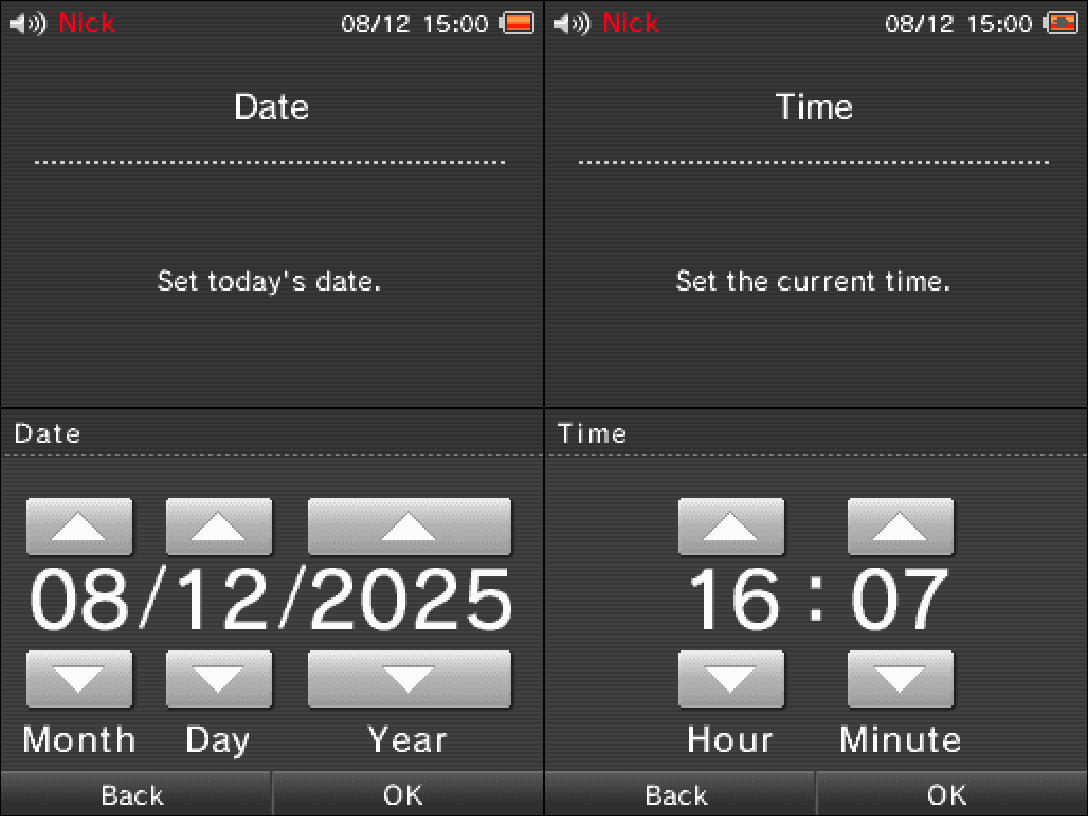 Nick 08/12 15:00
Date
Set today's date.
Date
08/12/2025
Month Day Year
Back OK
Nick 08/12 15:00
Time
Set the current time.
Time
16:07
Hour Minute
Back OK